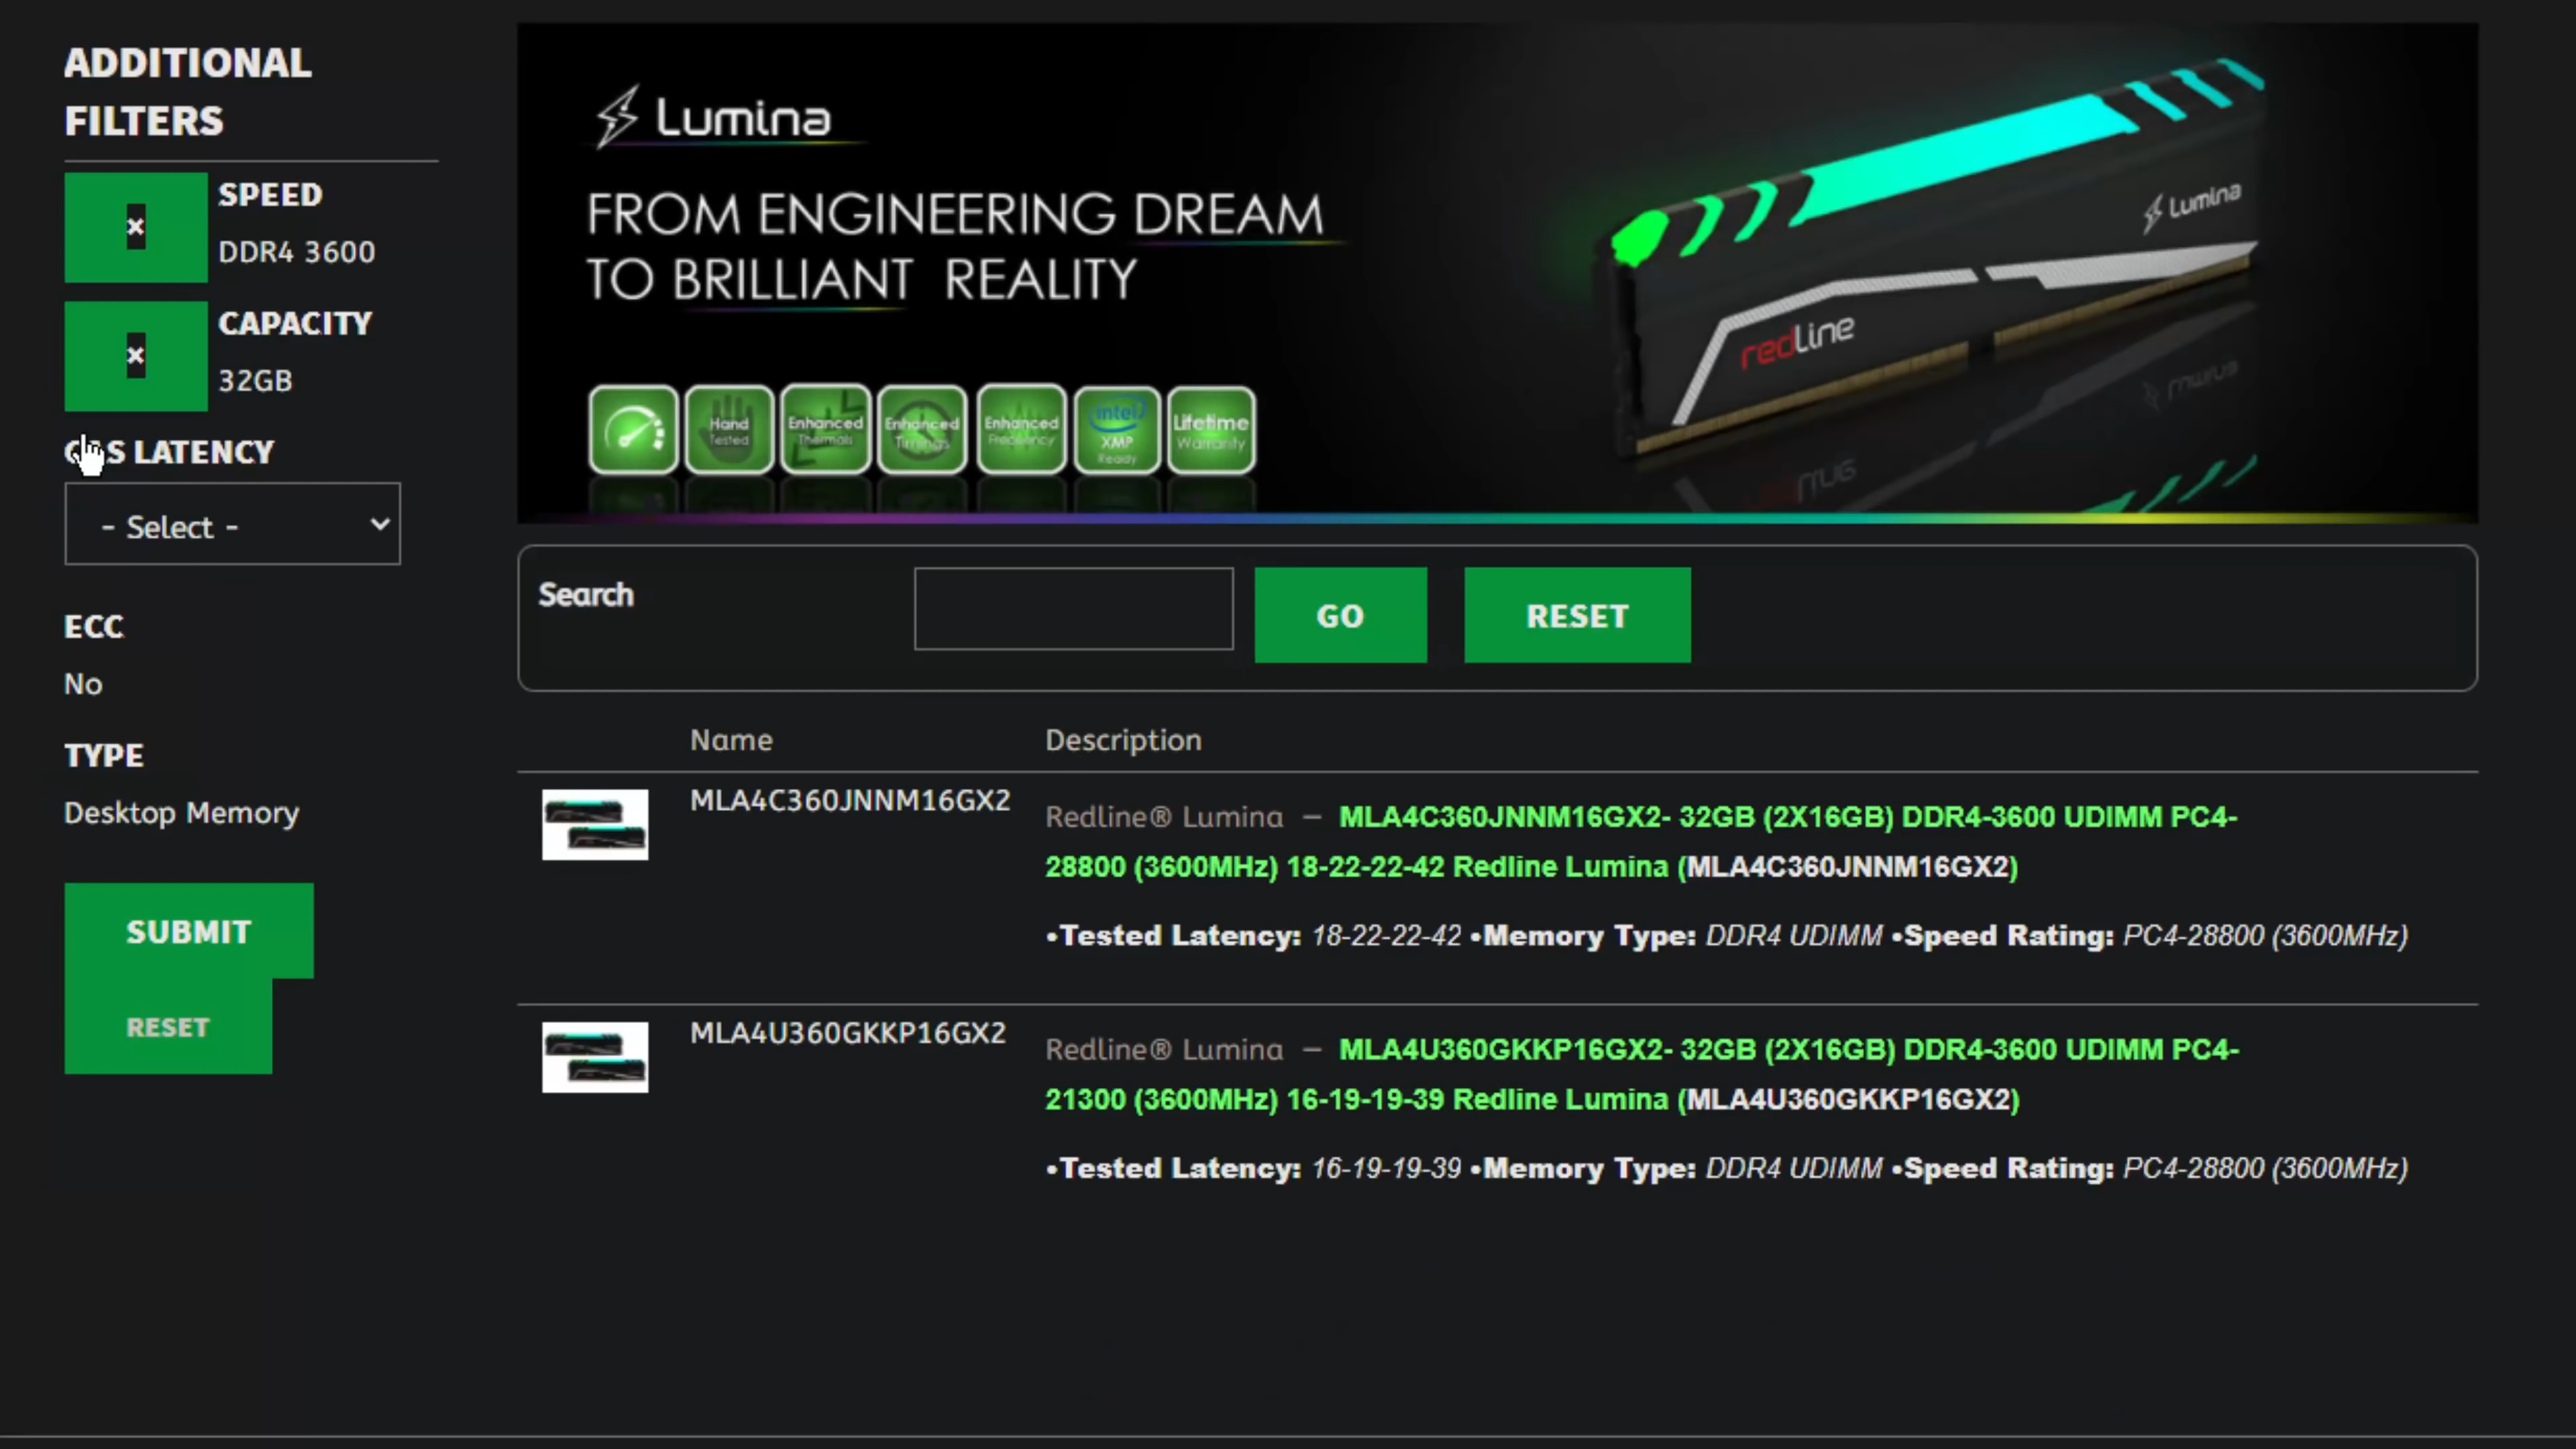 ADDITIONAL
FILTERS
× SPEED
DDR4 3600
× CAPACITY
32GB
LATENCY
- Select -
ECC
No
TYPE
Desktop Memory
SUBMIT
RESET
Lumina
FROM ENGINEERING DREAM
TO BRILLIANT REALITY
Hand
Tested
Enhanced
Thermals
Enhanced
Timings
Enhanced
Frequency
intel
XMP
Ready
Lifetime
Warranty
Lumina
redline
Search
GO
RESET
Name Description
MLA4C360JNNM16GX2
Redline® Lumina – MLA4C360JNNM16GX2- 32GB (2X16GB) DDR4-3600 UDIMM PC4-
28800 (3600MHz) 18-22-22-42 Redline Lumina (MLA4C360JNNM16GX2)
•Tested Latency: 18-22-22-42 •Memory Type: DDR4 UDIMM •Speed Rating: PC4-28800 (3600MHz)
MLA4U360GKKP16GX2
Redline® Lumina – MLA4U360GKKP16GX2- 32GB (2X16GB) DDR4-3600 UDIMM PC4-
21300 (3600MHz) 16-19-19-39 Redline Lumina (MLA4U360GKKP16GX2)
•Tested Latency: 16-19-19-39 •Memory Type: DDR4 UDIMM •Speed Rating: PC4-28800 (3600MHz)